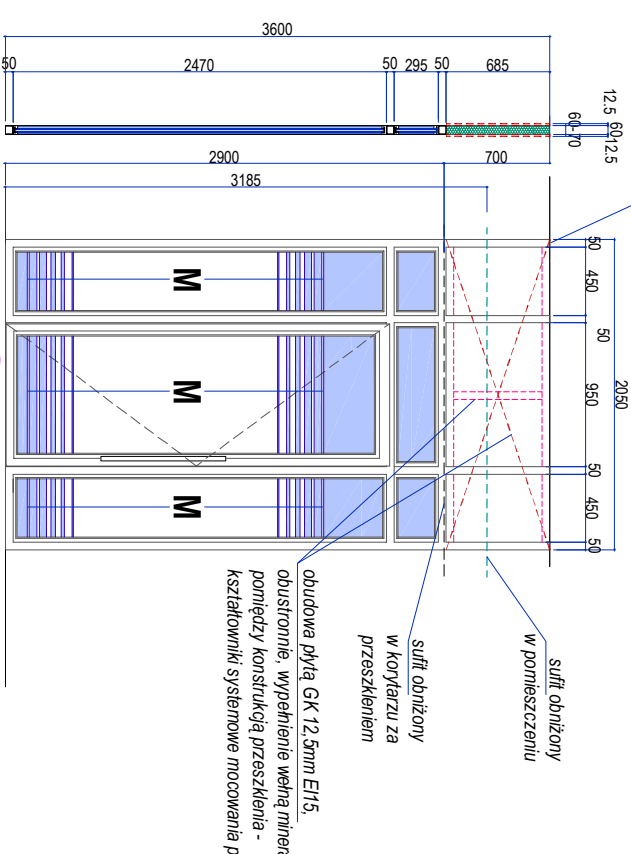 3600
50
2470
50
295
50
685
12.5
60
12.5
60-70
2900
700
3185
50
450
50
950
50
450
50
2050
M
M
M
sufit obniżony
w pomieszczeniu
sufit obniżony
w korytarzu za
przeszkleniem
obudowa płytą GK 12,5mm EI15,
obustronnie, wypełnienie wełną minera
pomiędzy konstrukcją przeszklenia -
kształtowniki systemowe mocowania p